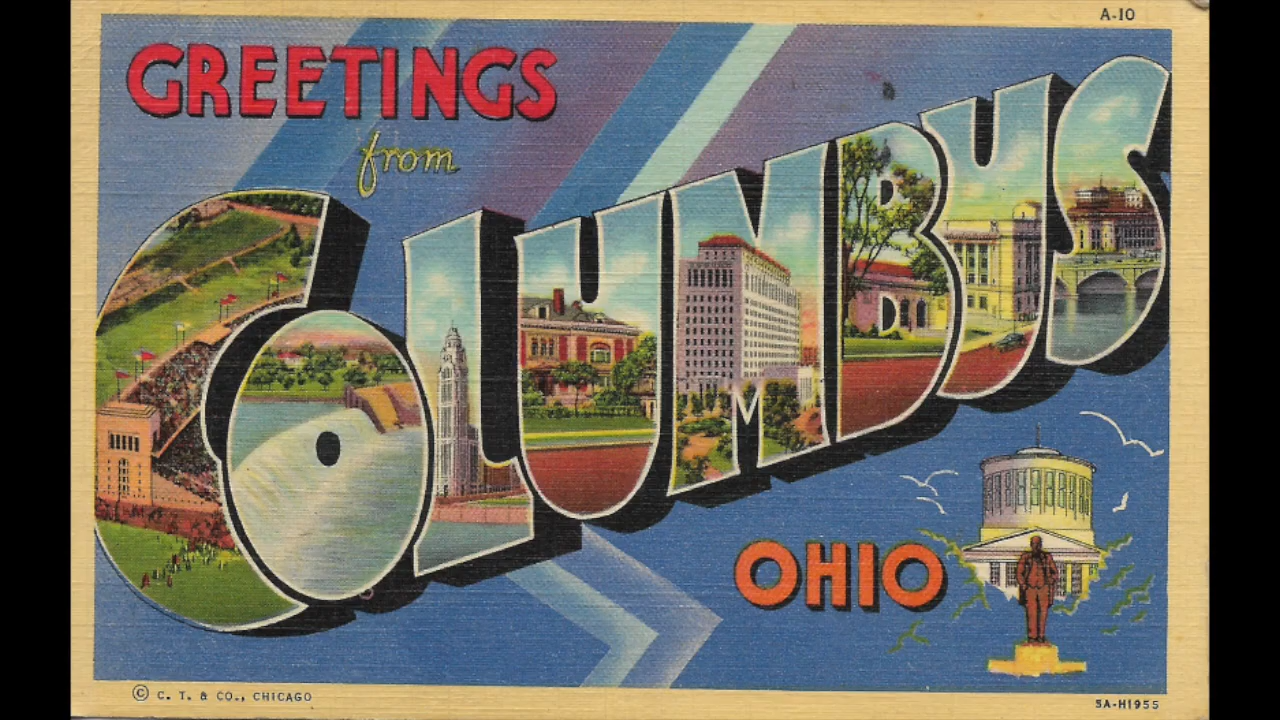 A-10
GREETINGS
from
COLUMBUS
OHIO
© C. T. & CO., CHICAGO
5A-H1955